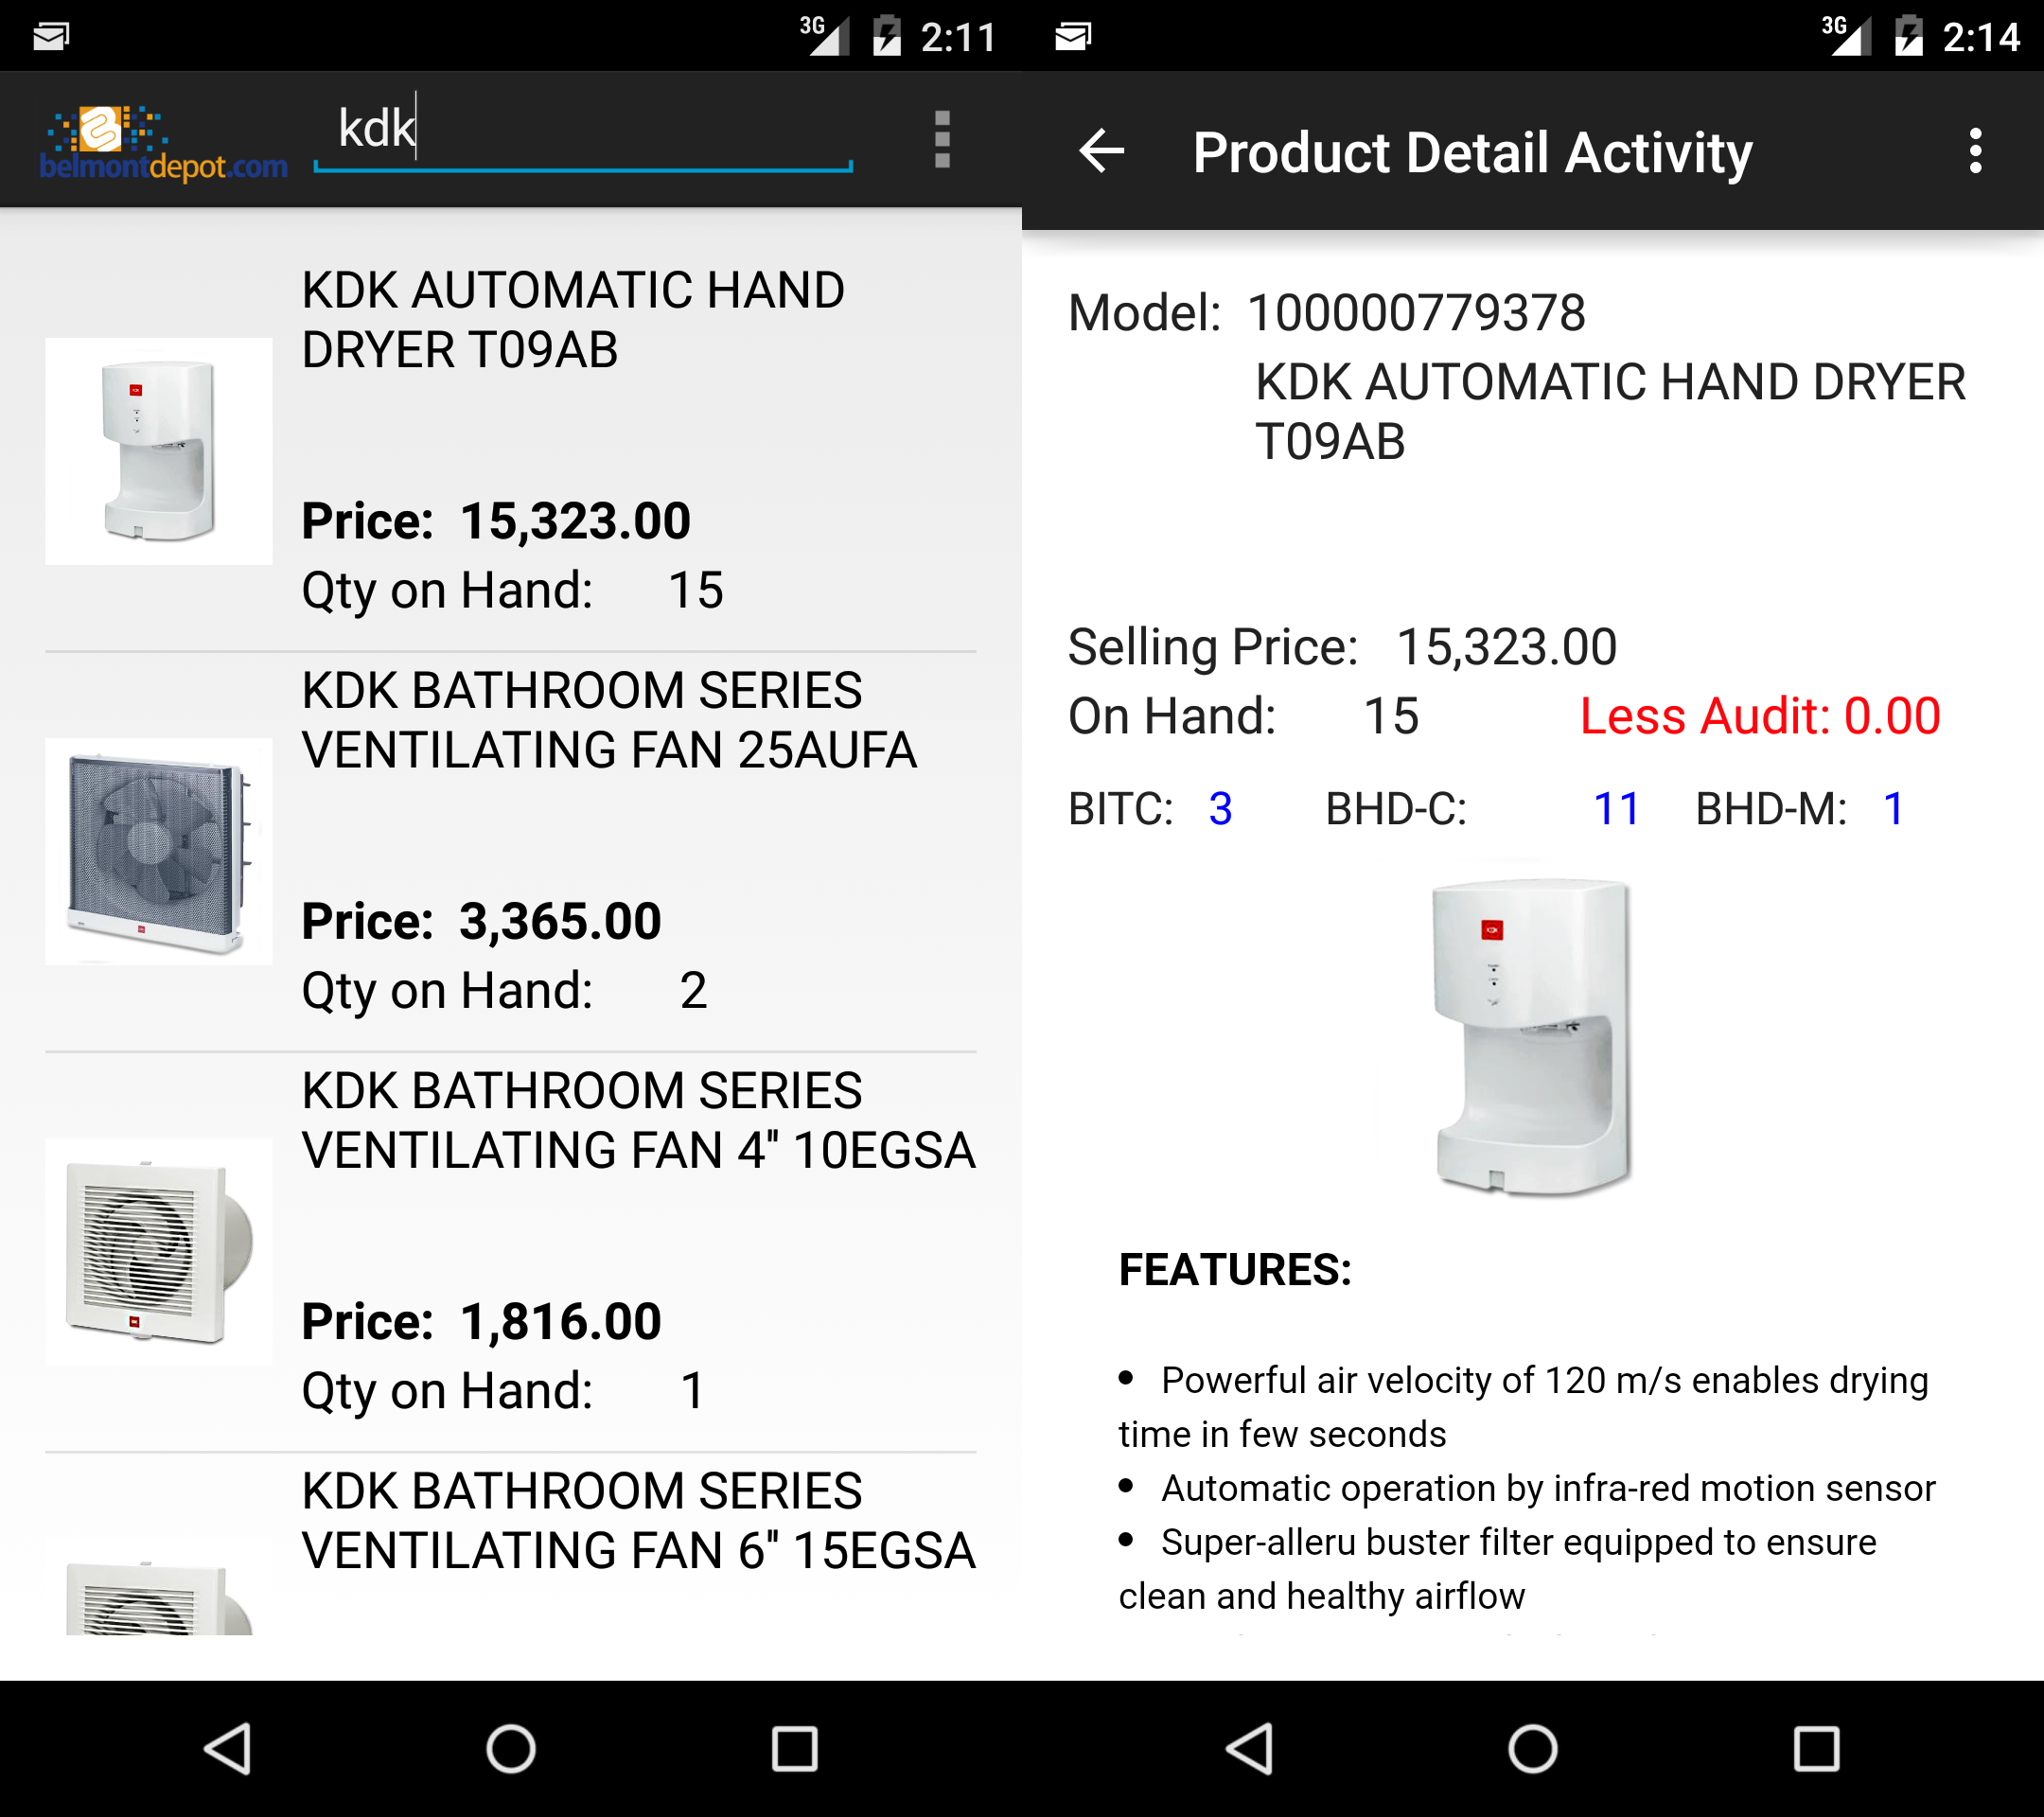 3G 2:11
belmontdepot.com
kdk
KDK AUTOMATIC HAND
DRYER T09AB
Price: 15,323.00
Qty on Hand: 15
KDK BATHROOM SERIES
VENTILATING FAN 25AUFA
Price: 3,365.00
Qty on Hand: 2
KDK BATHROOM SERIES
VENTILATING FAN 4" 10EGSA
Price: 1,816.00
Qty on Hand: 1
KDK BATHROOM SERIES
VENTILATING FAN 6" 15EGSA
3G 2:14
Product Detail Activity
Model: 100000779378
KDK AUTOMATIC HAND DRYER
T09AB
Selling Price: 15,323.00
On Hand: 15 Less Audit: 0.00
BITC: 3 BHD-C: 11 BHD-M: 1
FEATURES:
• Powerful air velocity of 120 m/s enables drying
time in few seconds
• Automatic operation by infra-red motion sensor
• Super-alleru buster filter equipped to ensure
clean and healthy airflow